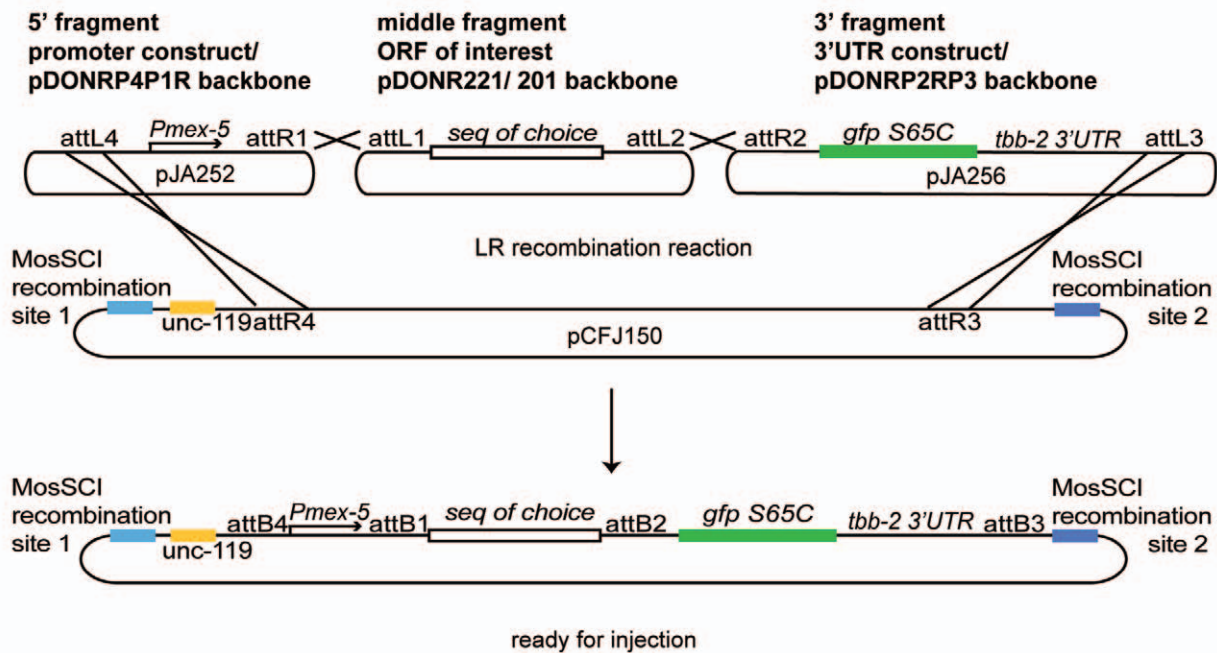 5’ fragment
promoter construct/
pDONRP4P1R backbone
middle fragment
ORF of interest
pDONR221/ 201 backbone
3’ fragment
3’UTR construct/
pDONRP2RP3 backbone
attL4 Pmex-5 attR1 attL1 seq of choice attL2 attR2 gfp S65C tbb-2 3’UTR attL3
pJA252
pJA256
LR recombination reaction
MosSCI
recombination
site 1
MosSCI
recombination
site 2
unc-119 attR4 attR3
pCFJ150
MosSCI
recombination
site 1
attB4 Pmex-5 attB1 seq of choice attB2 gfp S65C tbb-2 3’UTR attB3
MosSCI
recombination
site 2
unc-119
ready for injection